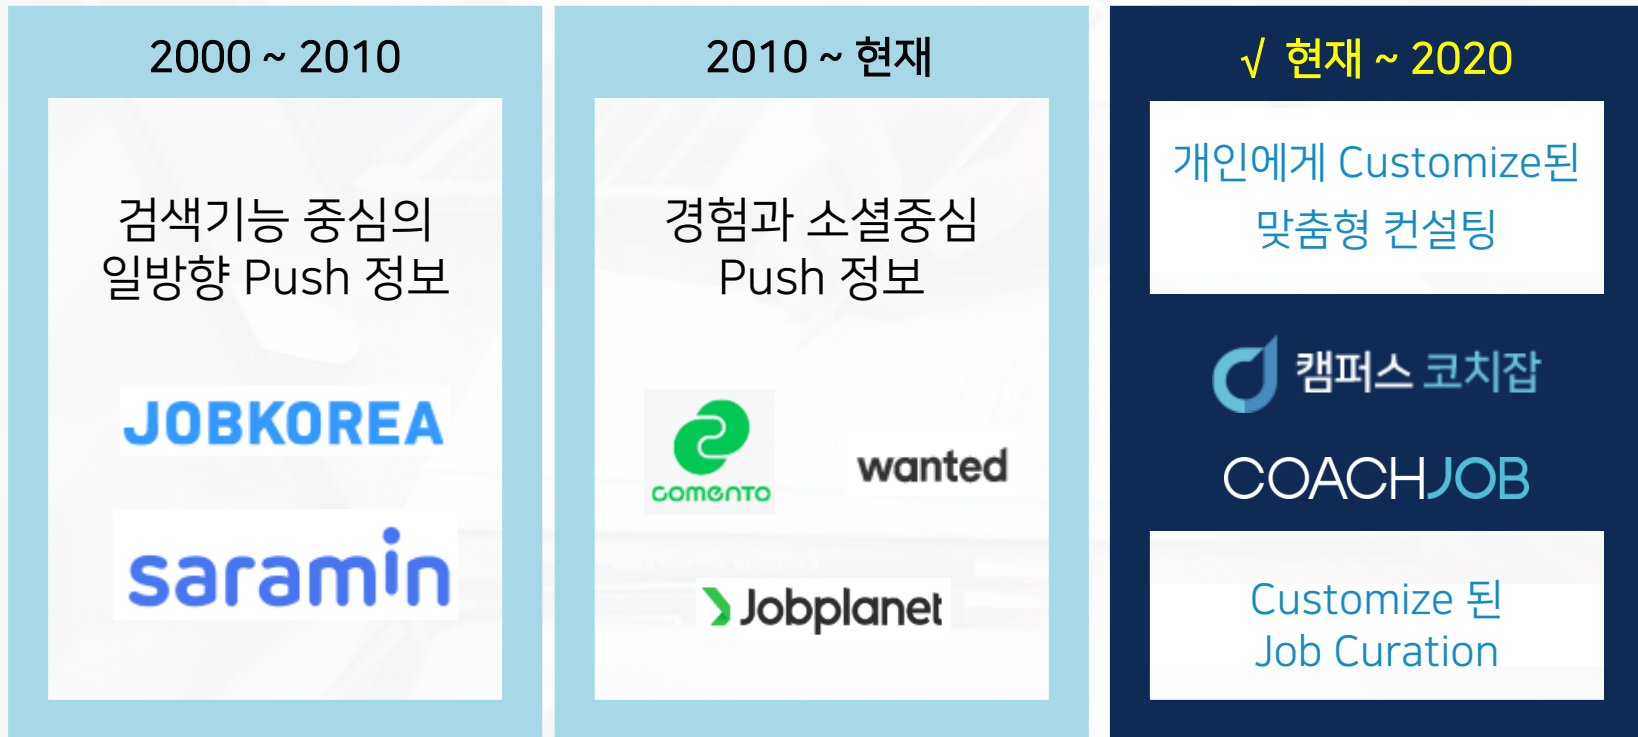 2000 ~ 2010
검색기능 중심의
일방향 Push 정보
JOBKOREA
saramin
2010 ~ 현재
경험과 소셜중심
Push 정보
comento
wanted
Jobplanet
√ 현재 ~ 2020
개인에게 Customize된
맞춤형 컨설팅
캠퍼스 코치잡
COACHJOB
Customize 된
Job Curation